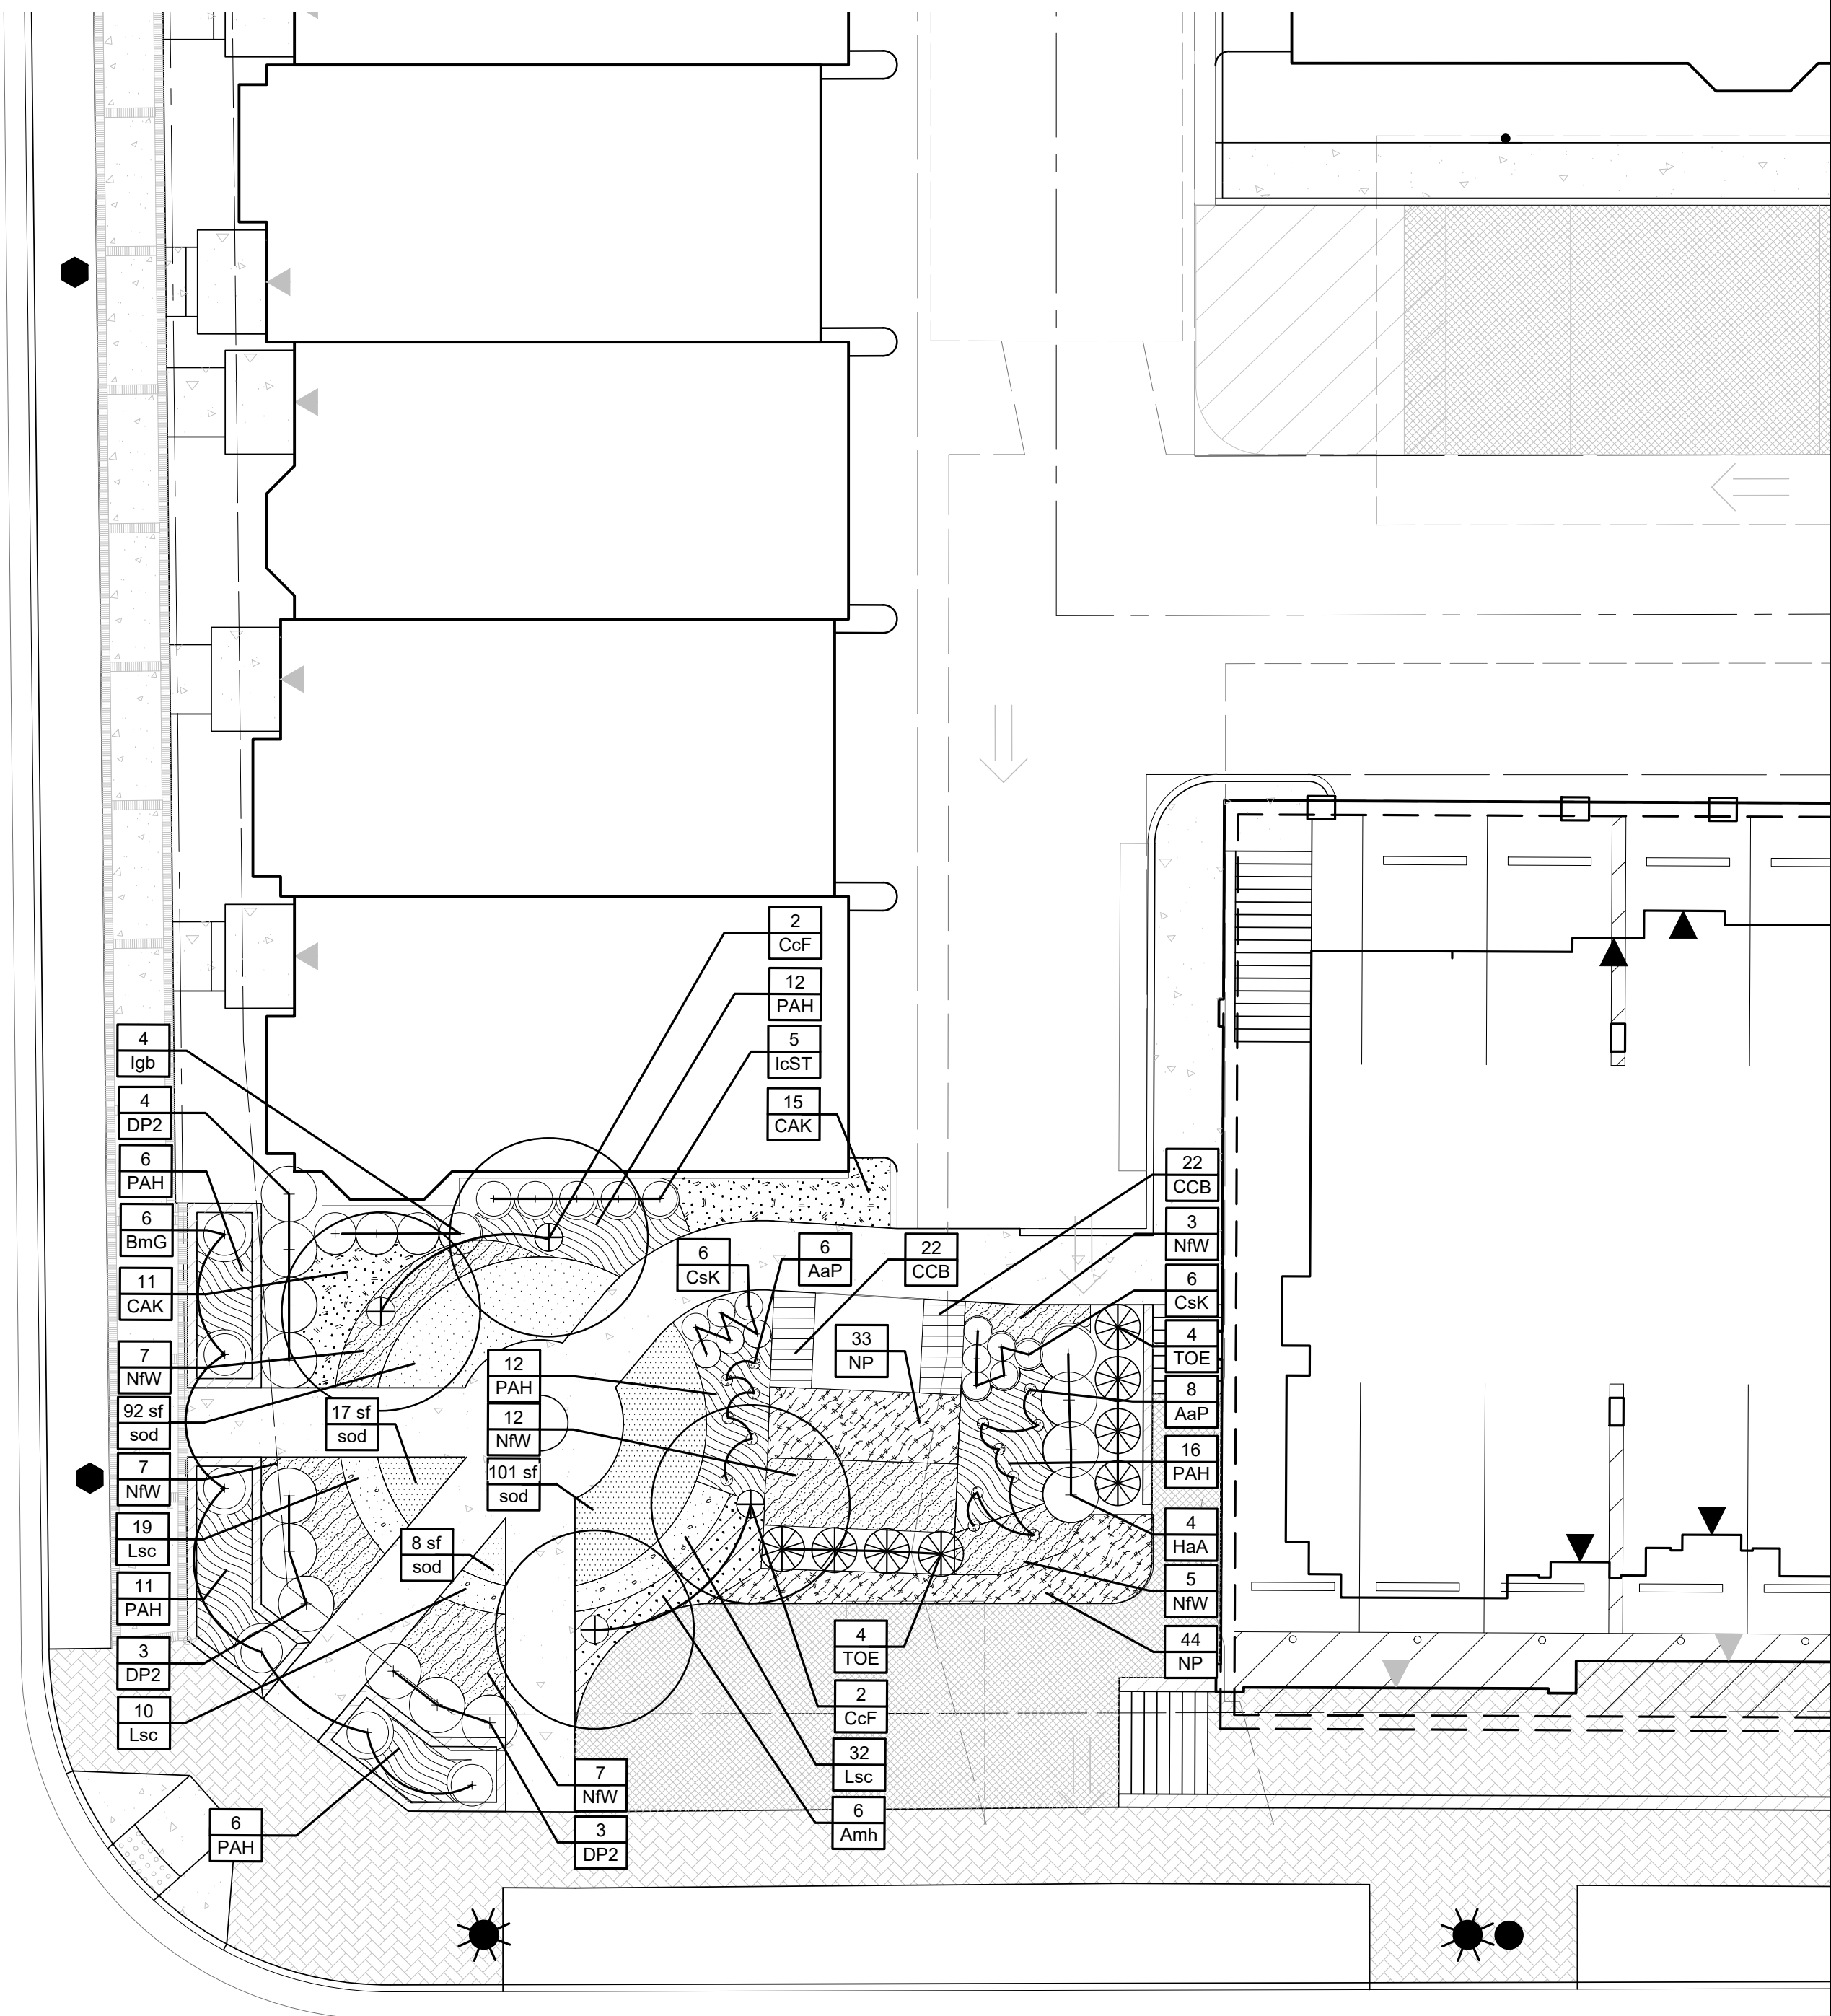 2
CcF
12
PAH
5
IcST
15
CAK
4
Igb
4
DP2
6
PAH
6
BmG
11
CAK
7
NfW
92 sf
sod
7
NfW
19
Lsc
11
PAH
3
DP2
10
Lsc
6
PAH
17 sf
sod
8 sf
sod
12
PAH
12
NfW
101 sf
sod
6
CsK
6
AaP
22
CCB
33
NP
22
CCB
3
NfW
6
CsK
4
TOE
8
AaP
16
PAH
4
HaA
5
NfW
44
NP
4
TOE
2
CcF
32
Lsc
6
Amh
7
NfW
3
DP2